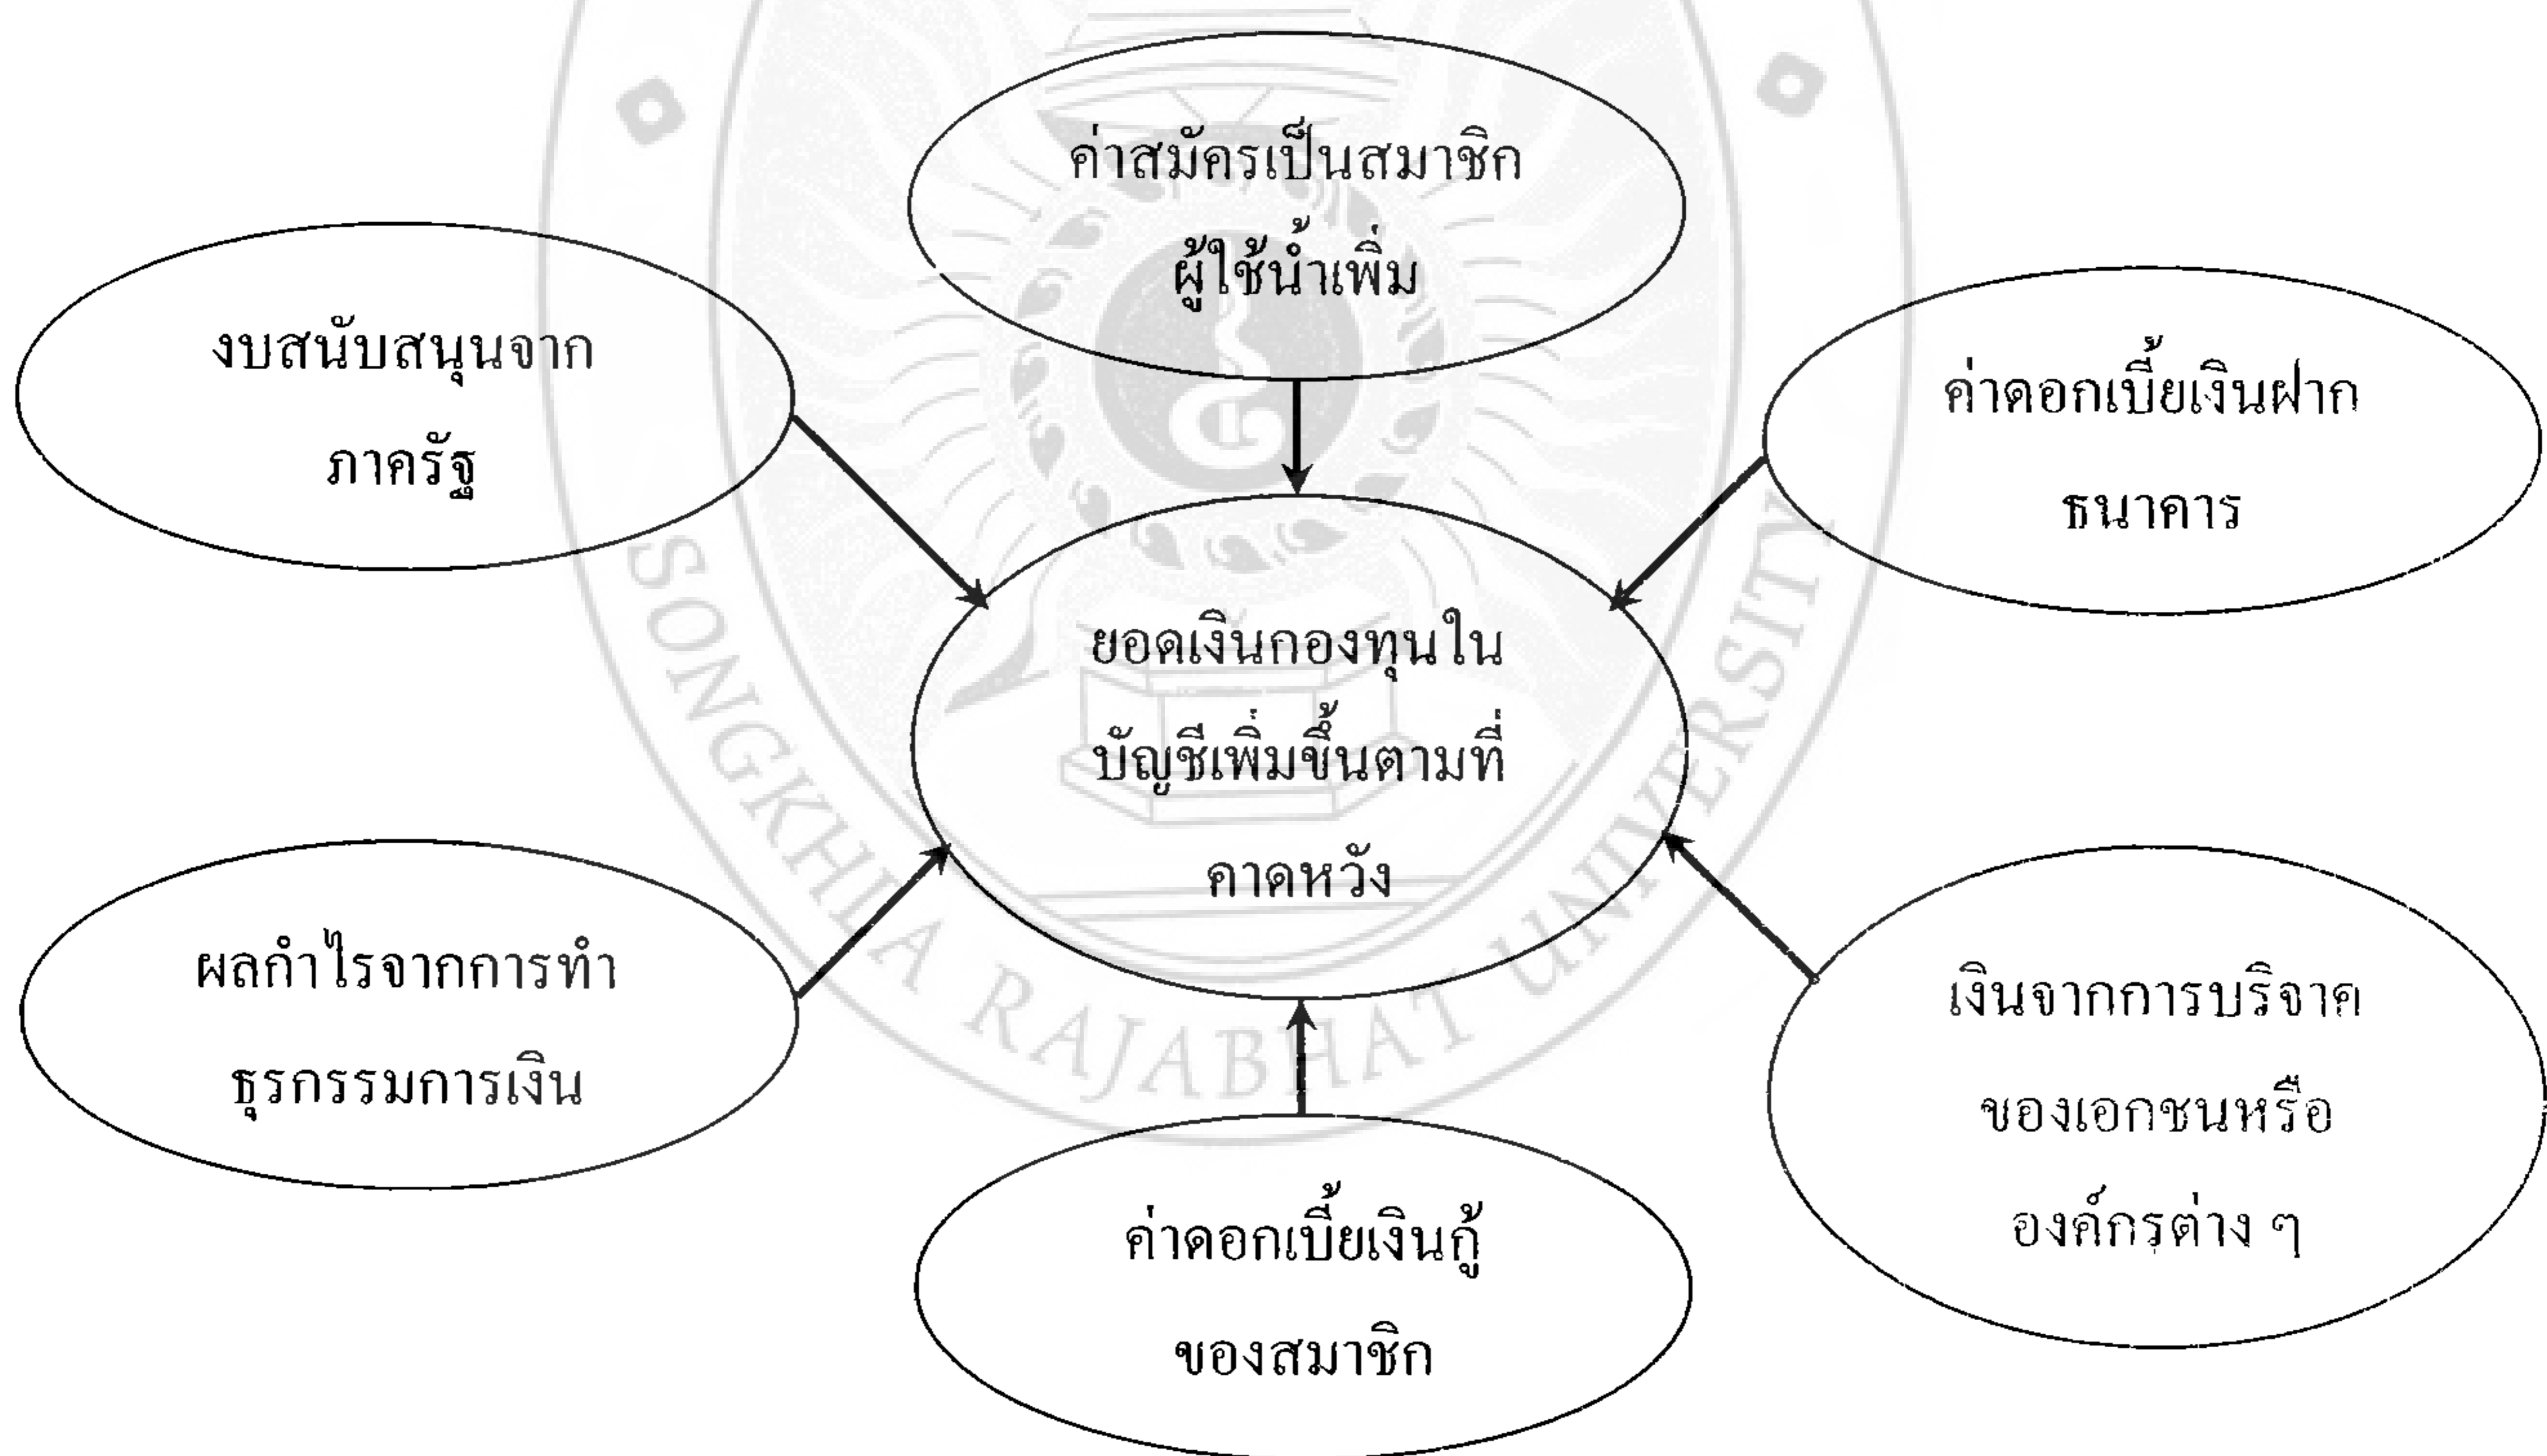 ค่าสมัครเป็นสมาชิก
ผู้ใช้น้ำเพิ่ม
งบสนับสนุนจาก
ภาครัฐ
ค่าดอกเบี้ยเงินฝาก
ธนาคาร
ยอดเงินกองทุนใน
บัญชีเพิ่มขึ้นตามที่
คาดหวัง
ผลกำไรจากการทำ
ธุรกรรมการเงิน
เงินจากการบริจาค
ของเอกชนหรือ
องค์กรต่าง ๆ
ค่าดอกเบี้ยเงินกู้
ของสมาชิก
SONGKHLA RAJABHAT UNIVERSITY